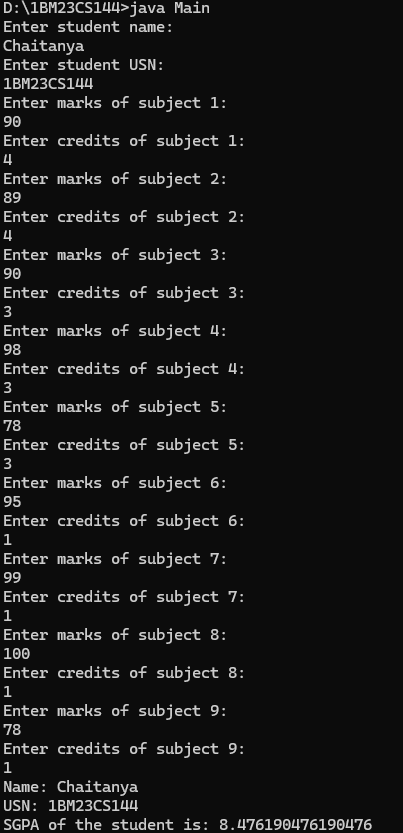 D:\1BM23CS144>java Main
Enter student name:
Chaitanya
Enter student USN:
1BM23CS144
Enter marks of subject 1:
90
Enter credits of subject 1:
4
Enter marks of subject 2:
89
Enter credits of subject 2:
4
Enter marks of subject 3:
90
Enter credits of subject 3:
3
Enter marks of subject 4:
98
Enter credits of subject 4:
3
Enter marks of subject 5:
78
Enter credits of subject 5:
3
Enter marks of subject 6:
95
Enter credits of subject 6:
1
Enter marks of subject 7:
99
Enter credits of subject 7:
1
Enter marks of subject 8:
100
Enter credits of subject 8:
1
Enter marks of subject 9:
78
Enter credits of subject 9:
1
Name: Chaitanya
USN: 1BM23CS144
SGPA of the student is: 8.476190476190476